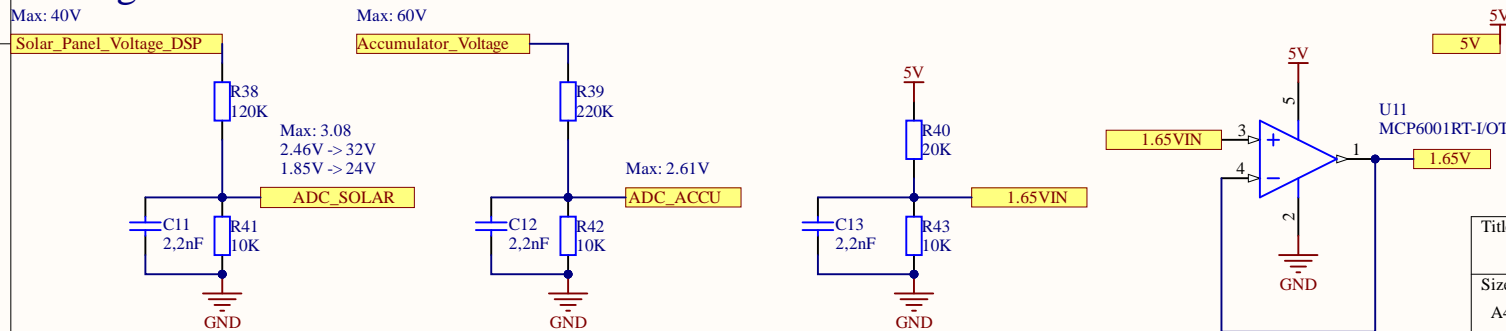 Max: 40V
Solar_Panel_Voltage_DSP
R38
120K
Max: 3.08
2.46V -> 32V
1.85V -> 24V
ADC_SOLAR
C11
2,2nF
R41
10K
GND
Max: 60V
Accumulator_Voltage
R39
220K
Max: 2.61V
ADC_ACCU
C12
2,2nF
R42
10K
GND
5V
R40
20K
1.65VIN
C13
2,2nF
R43
10K
GND
5V
5
U11
MCP6001RT-I/OT
1.65VIN
3
+
4
-
1
1.65V
2
GND
5V
5V